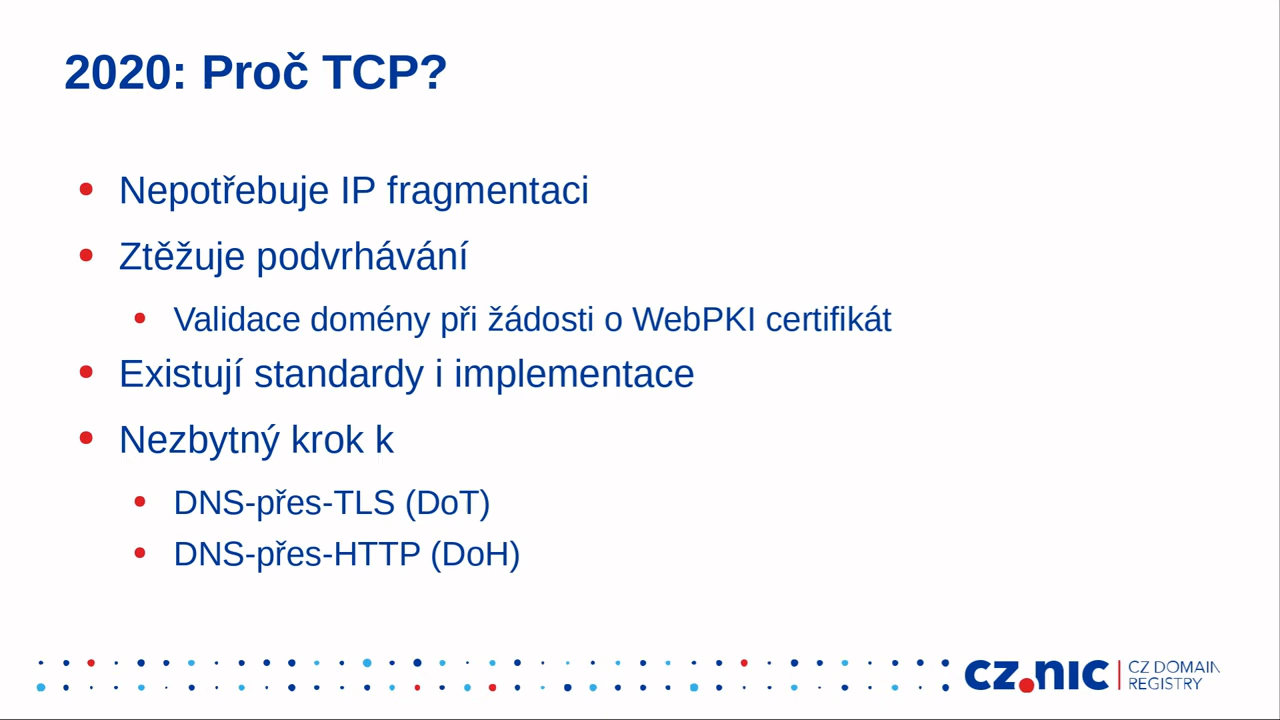 2020: Proč TCP?
Nepotřebuje IP fragmentaci
Ztěžuje podvrhávání
Validace domény při žádosti o WebPKI certifikát
Existují standardy i implementace
Nezbytný krok k
DNS-přes-TLS (DoT)
DNS-přes-HTTP (DoH)
CZ.NIC
CZ DOMAIN
REGISTRY